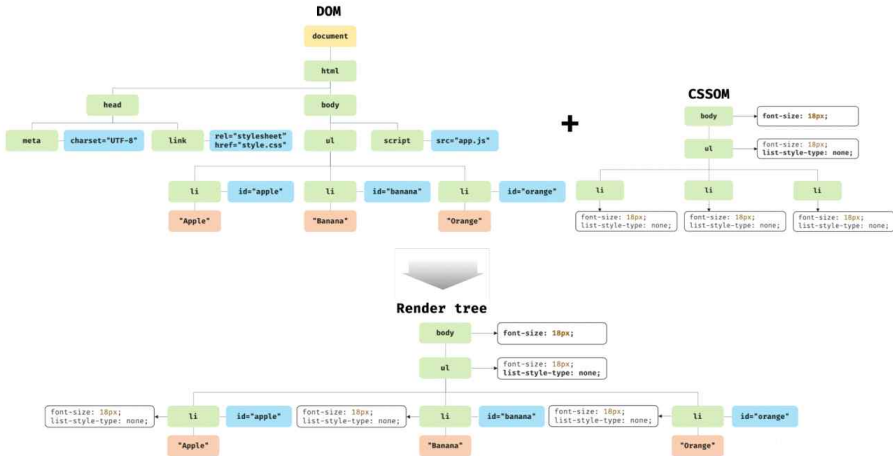 DOM
document
html
head
body
meta
charset="UTF-8"
link
rel="stylesheet"
href="style.css"
ul
script
src="app.js"
li
id="apple"
li
id="banana"
li
id="orange"
"Apple"
"Banana"
"Orange"
+
CSSOM
body
font-size: 18px;
ul
font-size: 18px;
list-style-type: none;
li
li
li
font-size: 18px;
list-style-type: none;
font-size: 18px;
list-style-type: none;
font-size: 18px;
list-style-type: none;
Render tree
body
font-size: 18px;
ul
font-size: 18px;
list-style-type: none;
font-size: 18px;
list-style-type: none;
li
id="apple"
"Apple"
font-size: 18px;
list-style-type: none;
li
id="banana"
"Banana"
font-size: 18px;
list-style-type: none;
li
id="orange"
"Orange"